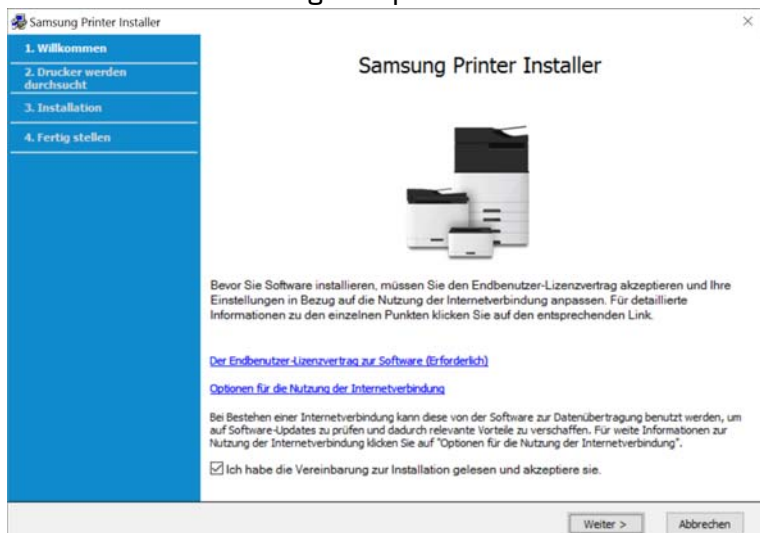 Samsung Printer Installer
1. Willkommen
2. Drucker werden
durchsucht
3. Installation
4. Fertig stellen
Samsung Printer Installer
Bevor Sie Software installieren, müssen Sie den Endbenutzer-Lizenzvertrag akzeptieren und Ihre
Einstellungen in Bezug auf die Nutzung der Internetverbindung anpassen. Für detaillierte
Informationen zu den einzelnen Punkten klicken Sie auf den entsprechenden Link.
Der Endbenutzer-Lizenzvertrag zur Software (Erforderlich)
Optionen für die Nutzung der Internetverbindung
Bei Bestehen einer Internetverbindung kann diese von der Software zur Datenübertragung benutzt werden, um
auf Software-Updates zu prüfen und dadurch relevante Vorteile zu verschaffen. Für weite Informationen zur
Nutzung der Internetverbindung klicken Sie auf "Optionen für die Nutzung der Internetverbindung".
Ich habe die Vereinbarung zur Installation gelesen und akzeptiere sie.
Weiter >
Abbrechen